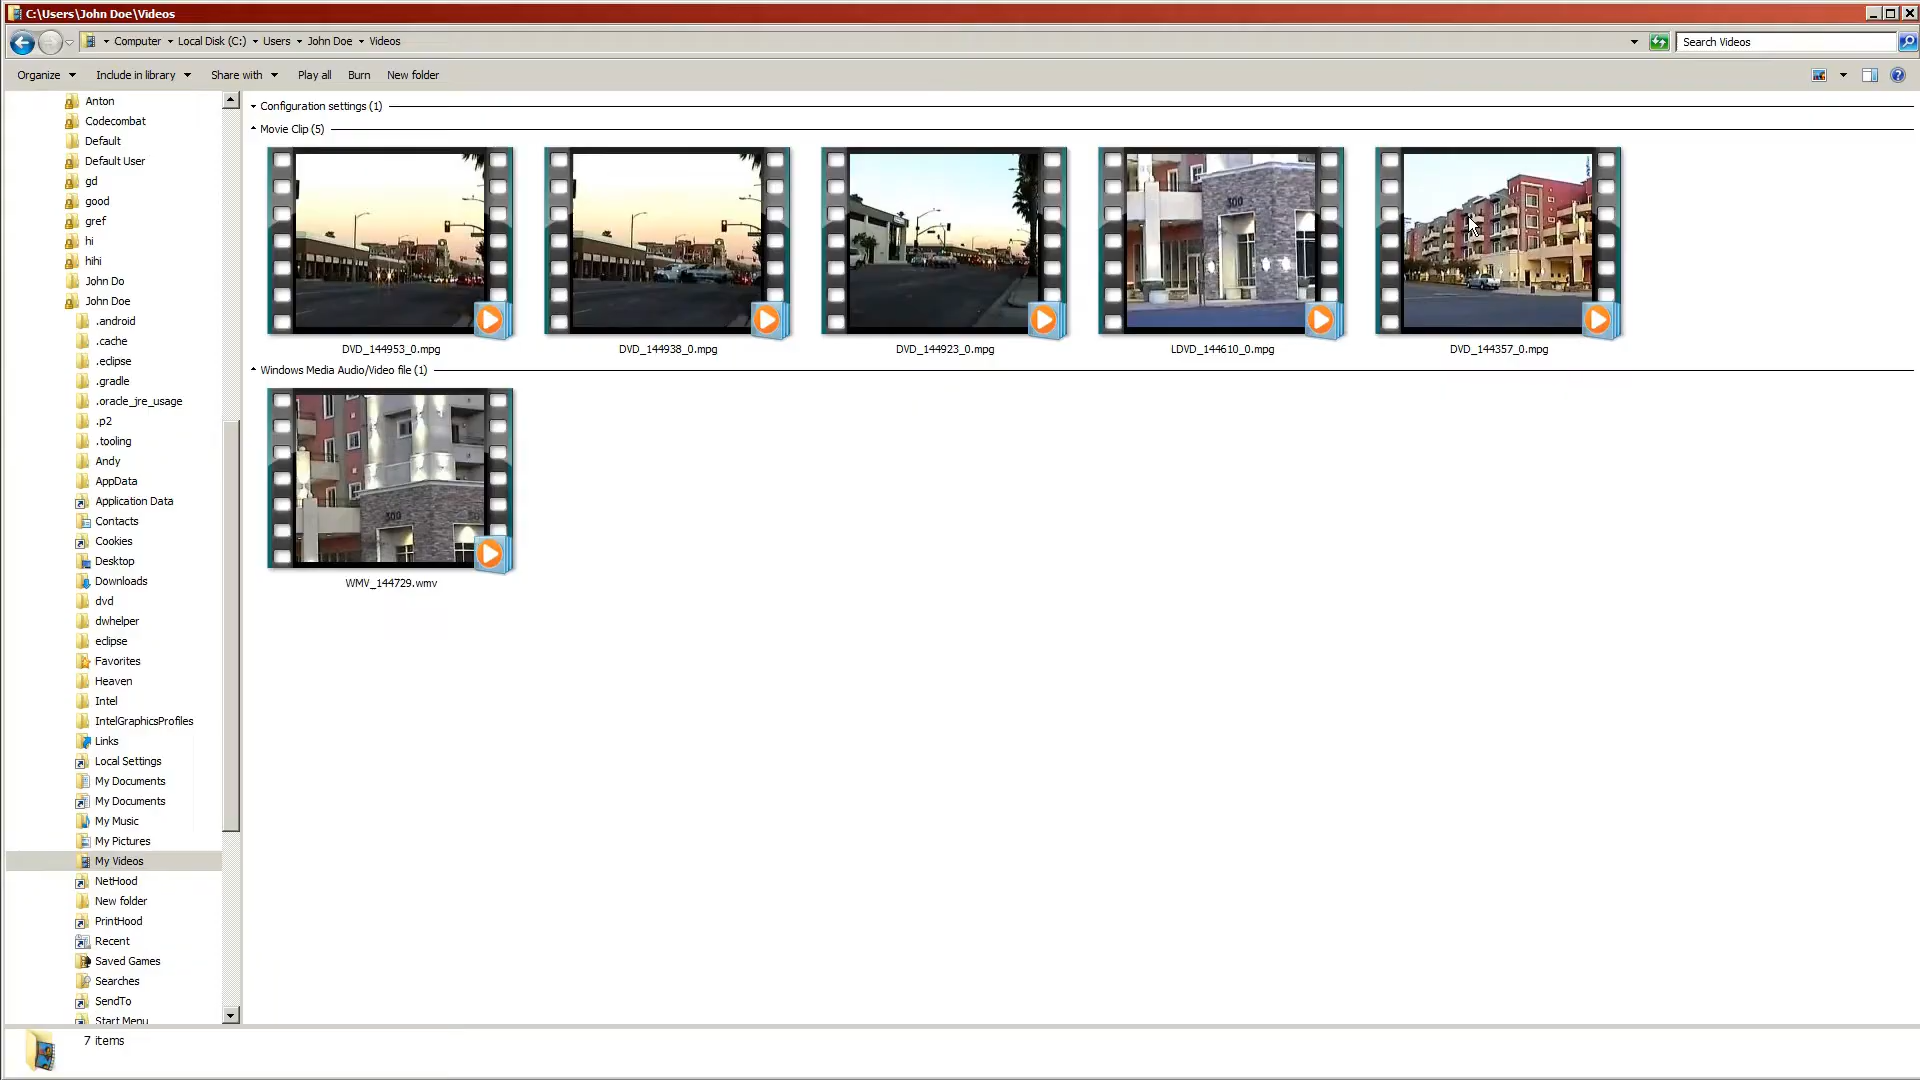 C:\Users\John Doe\Videos
Computer Local Disk (C:) Users John Doe Videos
Search Videos
Organize Include in library Share with Play all Burn New folder
Anton
Codecombat
Default
Default User
gd
good
gref
hi
hihi
John Do
John Doe
.android
.cache
.eclipse
.gradle
.oracle_jre_usage
.p2
.tooling
Andy
AppData
Application Data
Contacts
Cookies
Desktop
Downloads
dvd
dwhelper
eclipse
Favorites
Heaven
Intel
IntelGraphicsProfiles
Links
Local Settings
My Documents
My Documents
My Music
My Pictures
My Videos
NetHood
New folder
PrintHood
Recent
Saved Games
Searches
SendTo
Start Menu
Configuration settings (1)
Movie Clip (5)
300
DVD_144953_0.mpg DVD_144938_0.mpg DVD_144923_0.mpg LDVD_144610_0.mpg DVD_144357_0.mpg
Windows Media Audio/Video file (1)
300
WMV_144729.wmv
7 items